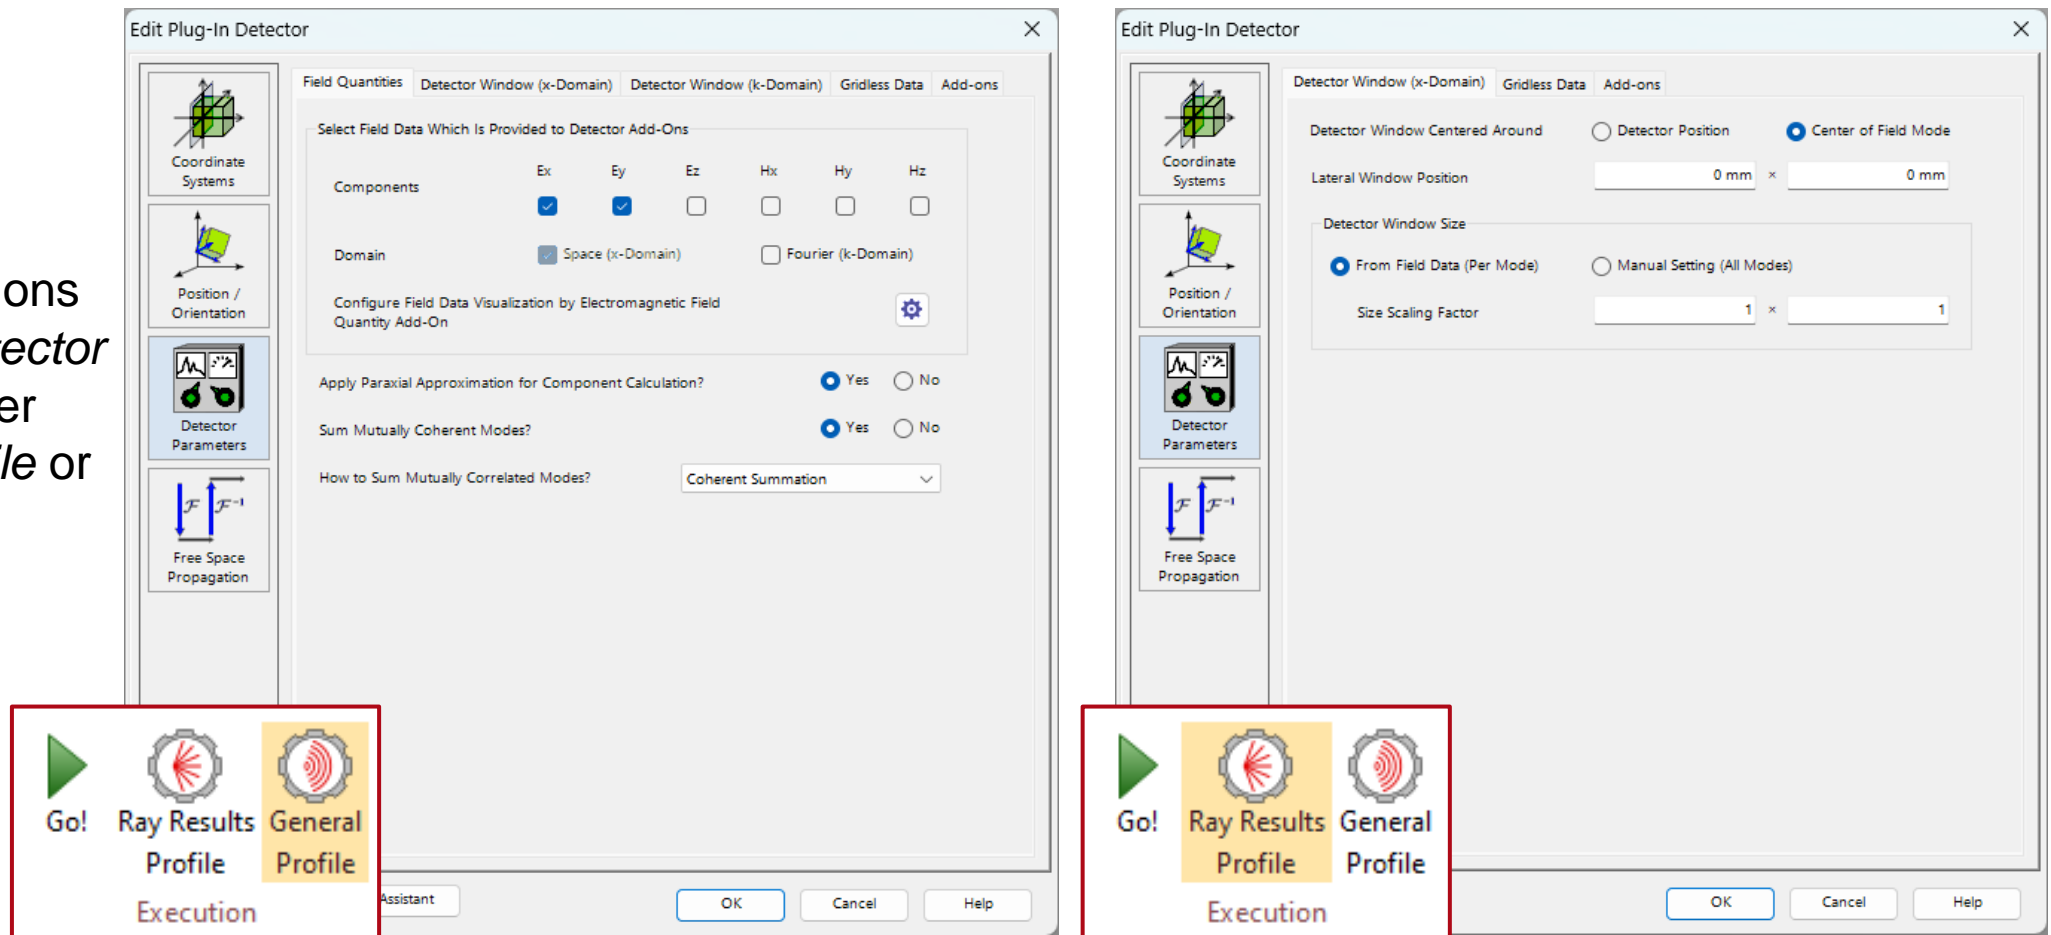 ons
ector
er
ile or
Edit Plug-In Detector
Coordinate
Systems
Position /
Orientation
Detector
Parameters
ℱ ℱ⁻¹
Free Space
Propagation
Field Quantities Detector Window (x-Domain) Detector Window (k-Domain) Gridless Data Add-ons
Select Field Data Which Is Provided to Detector Add-Ons
Ex Ey Ez Hx Hy Hz
Components
Domain Space (x-Domain) Fourier (k-Domain)
Configure Field Data Visualization by Electromagnetic Field
Quantity Add-On
Apply Paraxial Approximation for Component Calculation? Yes No
Sum Mutually Coherent Modes? Yes No
How to Sum Mutually Correlated Modes? Coherent Summation
Assistant OK Cancel Help
Go! Ray Results General
Profile Profile
Execution
Edit Plug-In Detector
Coordinate
Systems
Position /
Orientation
Detector
Parameters
ℱ ℱ⁻¹
Free Space
Propagation
Detector Window (x-Domain) Gridless Data Add-ons
Detector Window Centered Around Detector Position Center of Field Mode
Lateral Window Position 0 mm × 0 mm
Detector Window Size
From Field Data (Per Mode) Manual Setting (All Modes)
Size Scaling Factor 1 × 1
OK Cancel Help
Go! Ray Results General
Profile Profile
Execution